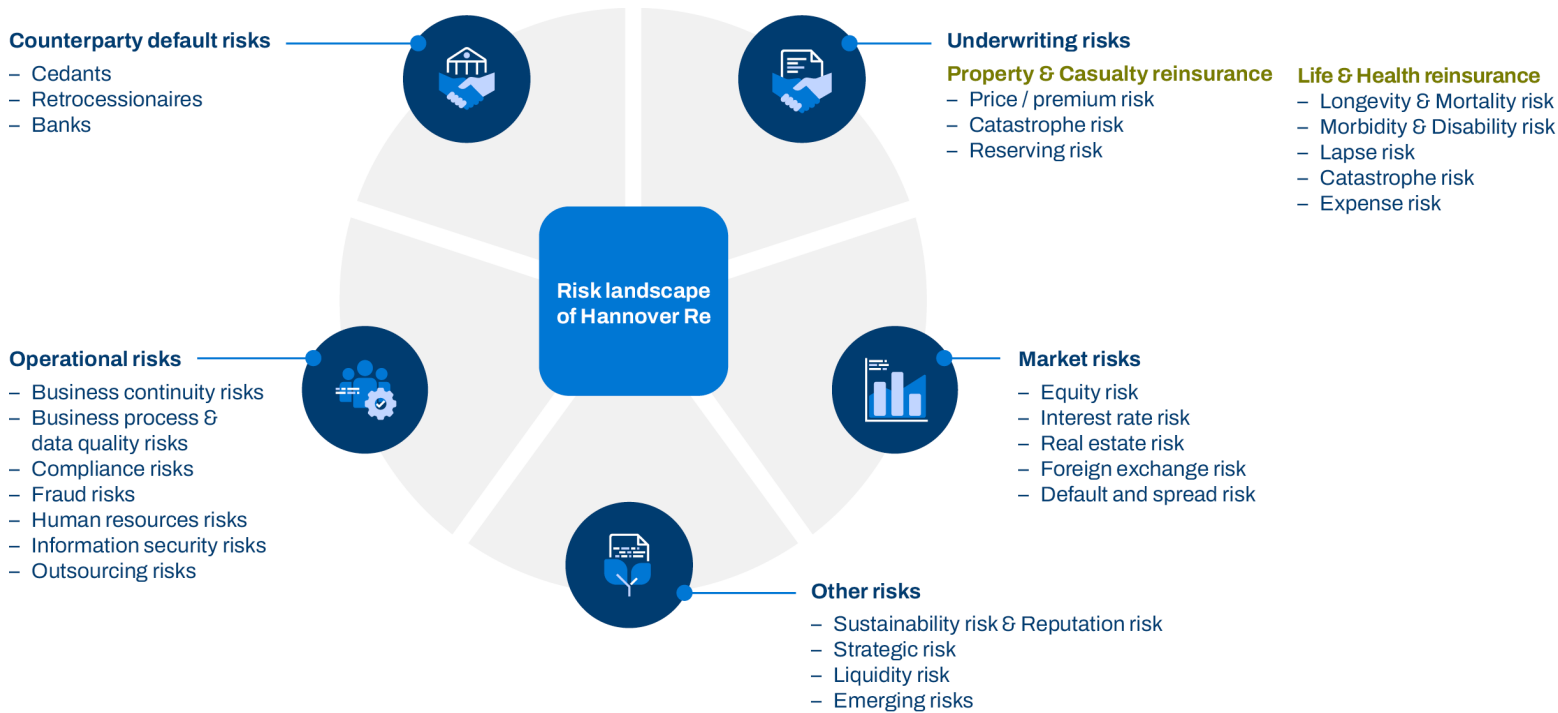 Counterparty default risks
– Cedants
– Retrocessionaires
– Banks
Underwriting risks
Property & Casualty reinsurance
– Price / premium risk
– Catastrophe risk
– Reserving risk
Life & Health reinsurance
– Longevity & Mortality risk
– Morbidity & Disability risk
– Lapse risk
– Catastrophe risk
– Expense risk
Risk landscape
of Hannover Re
Operational risks
– Business continuity risks
– Business process &
data quality risks
– Compliance risks
– Fraud risks
– Human resources risks
– Information security risks
– Outsourcing risks
Market risks
– Equity risk
– Interest rate risk
– Real estate risk
– Foreign exchange risk
– Default and spread risk
Other risks
– Sustainability risk & Reputation risk
– Strategic risk
– Liquidity risk
– Emerging risks